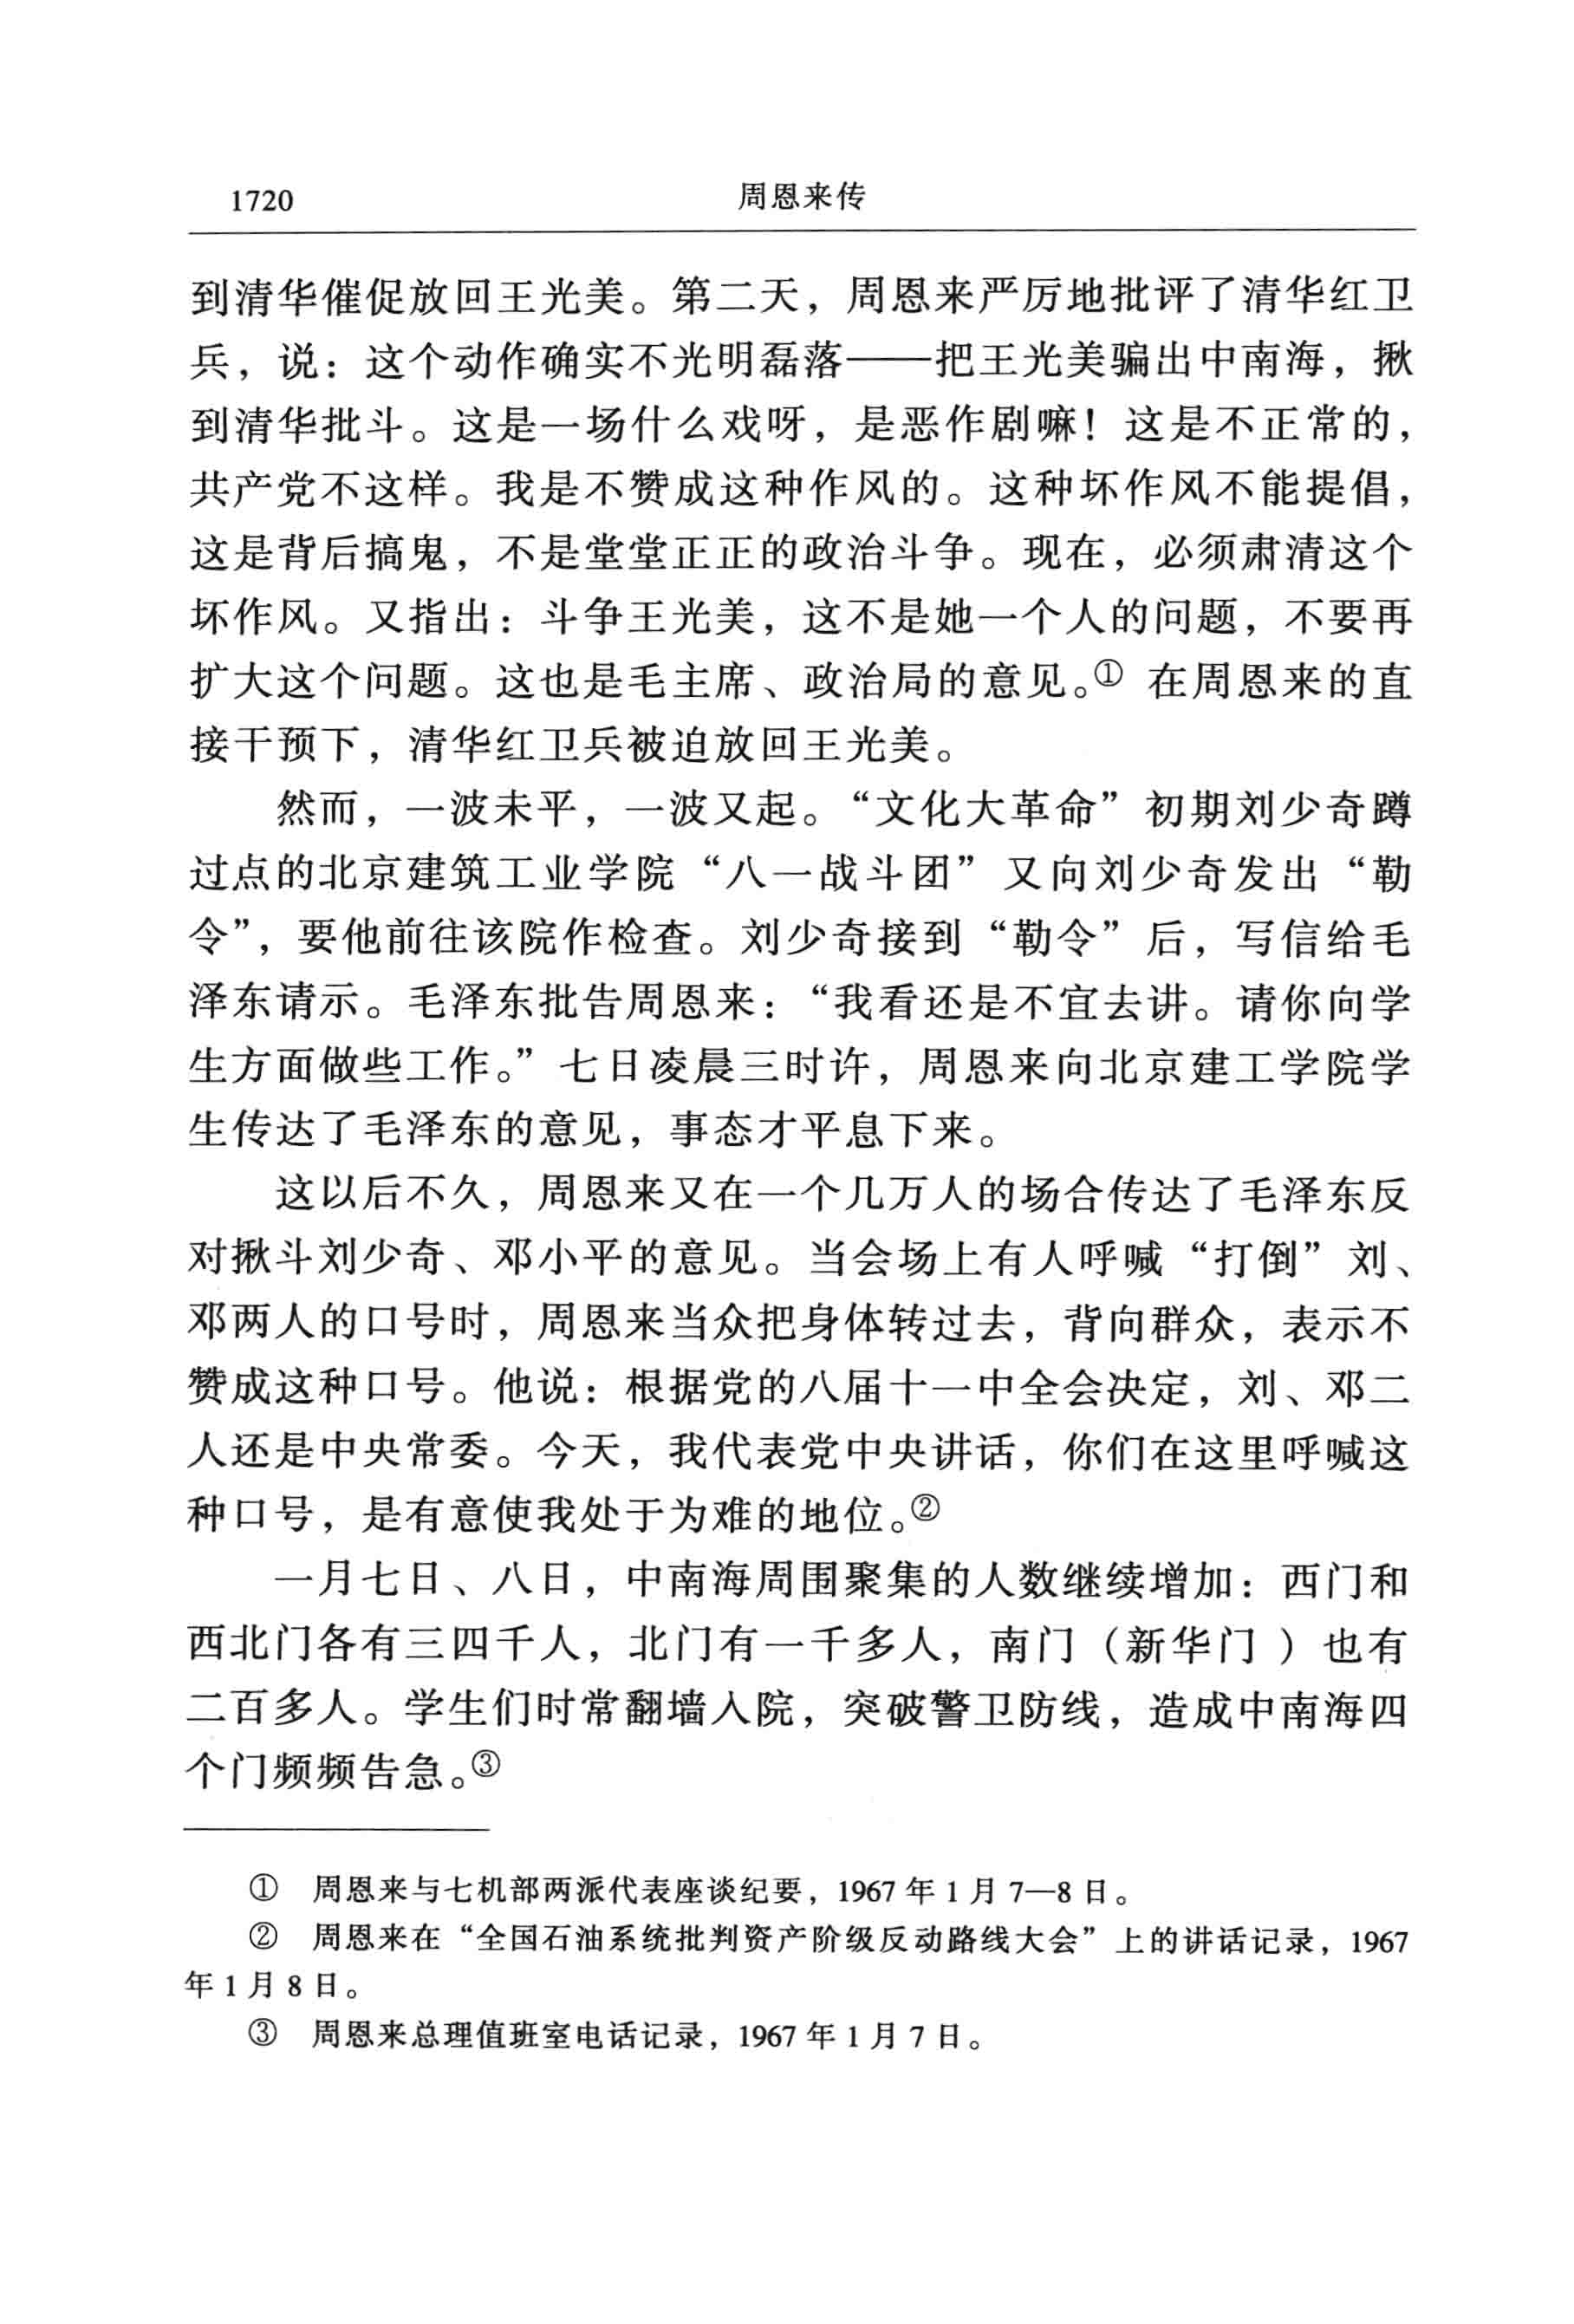 1720 周恩来传
到清华催促放回王光美。第二天，周恩来严厉地批评了清华红卫
兵，说：这个动作确实不光明磊落——把王光美骗出中南海，揪
到清华批斗。这是一场什么戏呀，是恶作剧嘛！这是不正常的，
共产党不这样。我是不赞成这种作风的。这种坏作风不能提倡，
这是背后搞鬼，不是堂堂正正的政治斗争。现在，必须肃清这个
坏作风。又指出：斗争王光美，这不是她一个人的问题，不要再
扩大这个问题。这也是毛主席、政治局的意见。① 在周恩来的直
接干预下，清华红卫兵被迫放回王光美。
然而，一波未平，一波又起。“文化大革命”初期刘少奇蹲
过点的北京建筑工业学院“八一战斗团”又向刘少奇发出“勒
令”，要他前往该院作检查。刘少奇接到“勒令”后，写信给毛
泽东请示。毛泽东批告周恩来：“我看还是不宜去讲。请你向学
生方面做些工作。”七日凌晨三时许，周恩来向北京建工学院学
生传达了毛泽东的意见，事态才平息下来。
这以后不久，周恩来又在一个几万人的场合传达了毛泽东反
对揪斗刘少奇、邓小平的意见。当会场上有人呼喊“打倒”刘、
邓两人的口号时，周恩来当众把身体转过去，背向群众，表示不
赞成这种口号。他说：根据党的八届十一中全会决定，刘、邓二
人还是中央常委。今天，我代表党中央讲话，你们在这里呼喊这
种口号，是有意使我处于为难的地位。②
一月七日、八日，中南海周围聚集的人数继续增加：西门和
西北门各有三四千人，北门有一千多人，南门（新华门）也有
二百多人。学生们时常翻墙入院，突破警卫防线，造成中南海四
个门频频告急。③
① 周恩来与七机部两派代表座谈纪要，1967 年 1 月 7—8 日。
② 周恩来在“全国石油系统批判资产阶级反动路线大会”上的讲话记录，1967
年 1 月 8 日。
③ 周恩来总理值班室电话记录，1967 年 1 月 7 日。